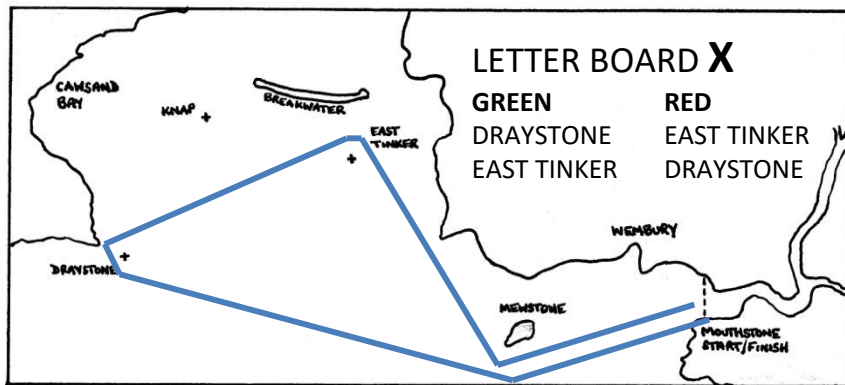 LETTER BOARD X
GREEN RED
DRAYSTONE EAST TINKER
EAST TINKER DRAYSTONE
CAWSAND
BAY
KNAP
BREAKWATER
EAST
TINKER
DRAYSTONE
WEMBURY
MEWSTONE
MOUTHSTONE
START/FINISH